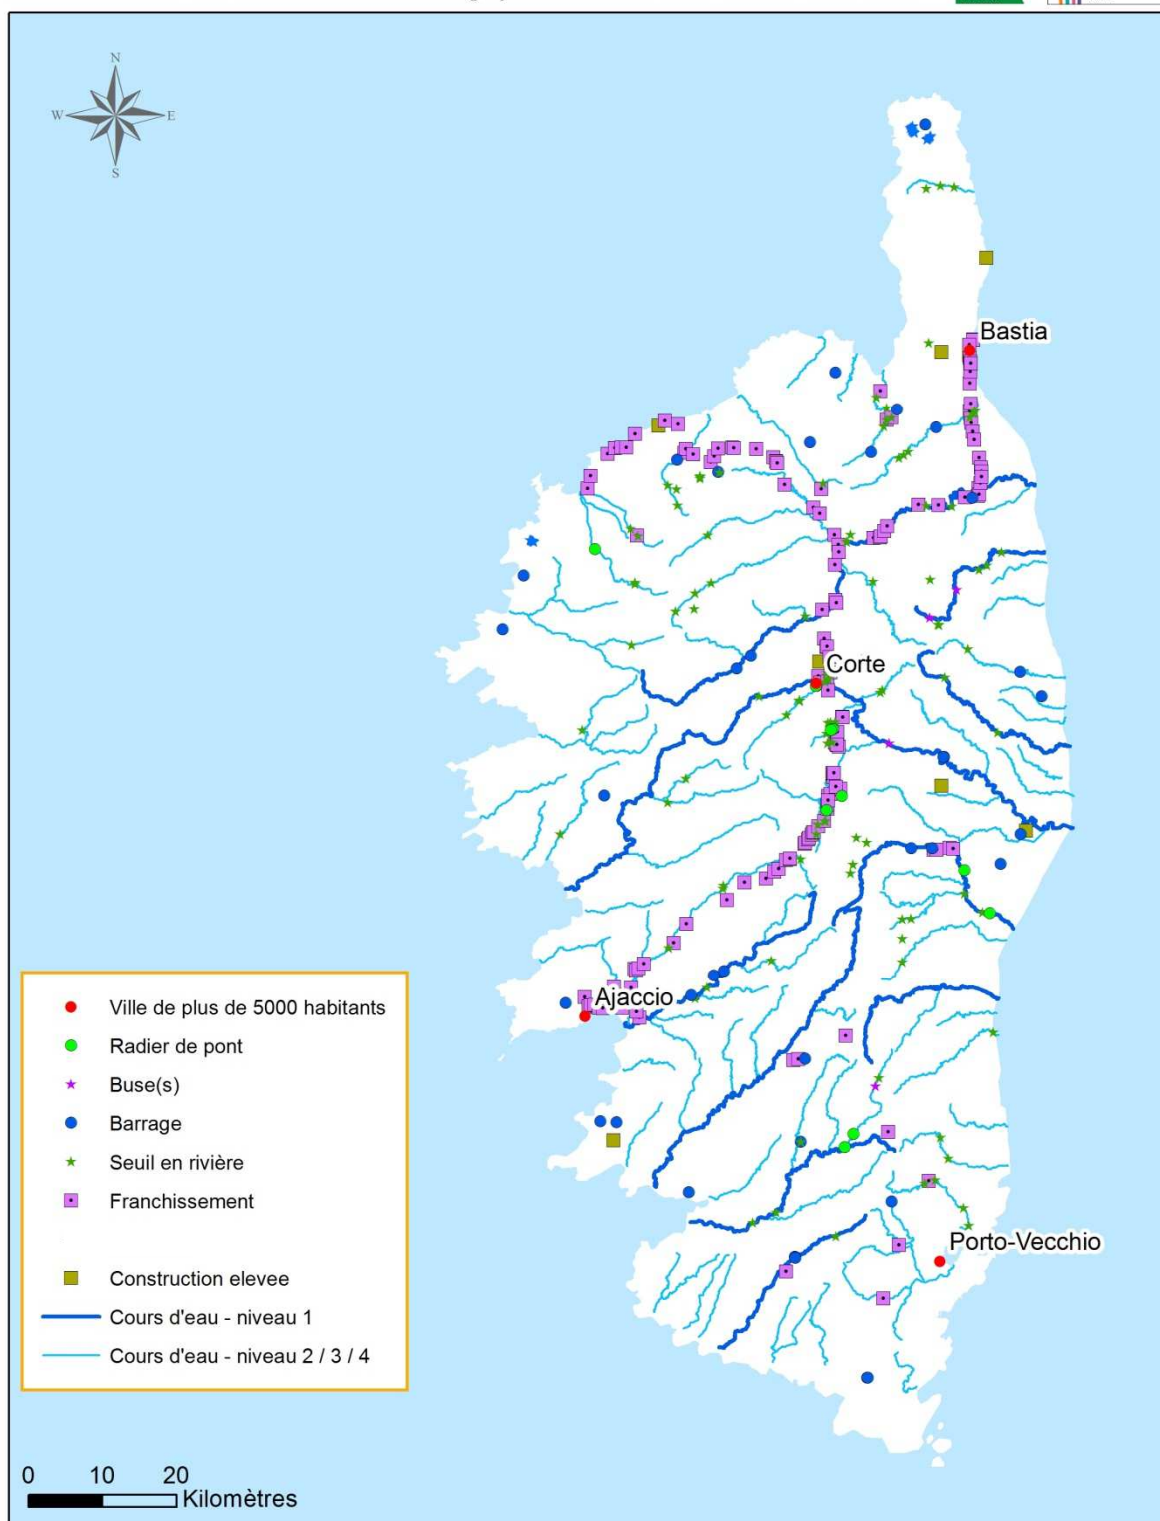 N
W
E
S
Bastia
Corte
Ajaccio
Porto-Vecchio
Ville de plus de 5000 habitants
Radier de pont
Buse(s)
Barrage
Seuil en rivière
Franchissement
Construction elevee
Cours d'eau - niveau 1
Cours d'eau - niveau 2 / 3 / 4
0 10 20
Kilomètres